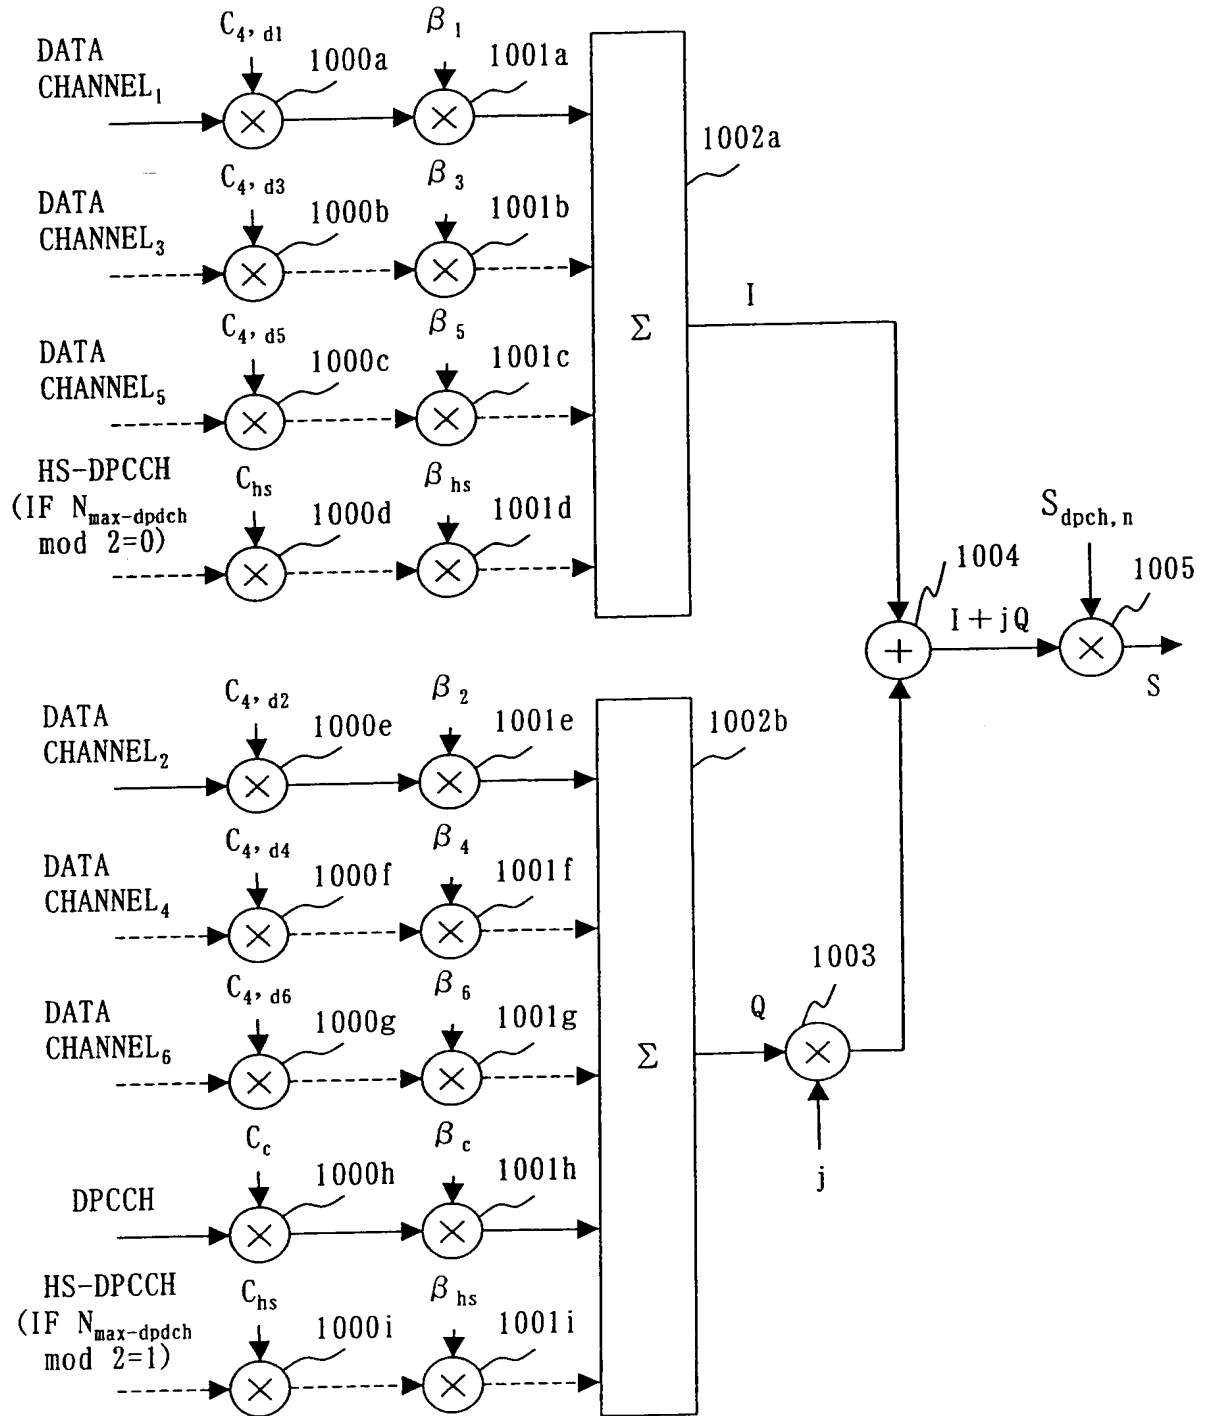 C4, d1
β1
DATA
CHANNEL1
1000a
1001a
1002a
C4, d3
β3
DATA
CHANNEL3
1000b
1001b
C4, d5
β5
DATA
CHANNEL5
1000c
1001c
Σ
I
HS-DPCCH
(IF Nmax-dpdch
mod 2=0)
Chs
βhs
1000d
1001d
Sdpch, n
1004
1005
I+jQ
S
C4, d2
β2
DATA
CHANNEL2
1000e
1001e
1002b
C4, d4
β4
DATA
CHANNEL4
1000f
1001f
C4, d6
β6
DATA
CHANNEL6
1000g
1001g
Σ
Q
1003
j
Cc
βc
DPCCH
1000h
1001h
HS-DPCCH
(IF Nmax-dpdch
mod 2=1)
Chs
βhs
1000i
1001i